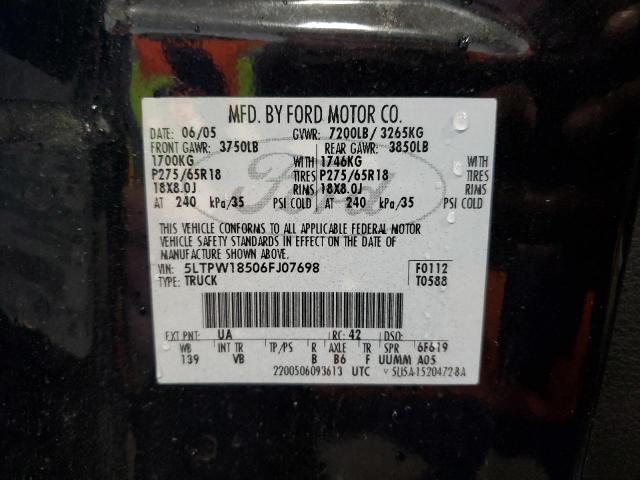 MFD. BY FORD MOTOR CO.
DATE: 06/05 GVWR: 7200LB/ 3265KG
FRONT GAWR: 3750LB REAR GAWR: 3850LB
1700KG WITH 1746KG WITH
P275/65R18 TIRES P275/65R18 TIRES
18X8.0J RIMS 18X8.0J RIMS
AT 240 kPa/35 PSI COLD AT 240 kPa/35 PSI COLD
Ford
THIS VEHICLE CONFORMS TO ALL APPLICABLE FEDERAL MOTOR
VEHICLE SAFETY STANDARDS IN EFFECT ON THE DATE OF
MANUFACTURE SHOWN ABOVE.
VIN: 5LTPW18506FJ07698 F0112
TYPE: TRUCK T0588
EXT PNT: UA RC: 42 DSO:
WB INT TR TP/PS R AXLE TR SPR 6F619
139 VB B B6 F UUMM A05
2200506093613 UTC 5U5A-1520472-BA